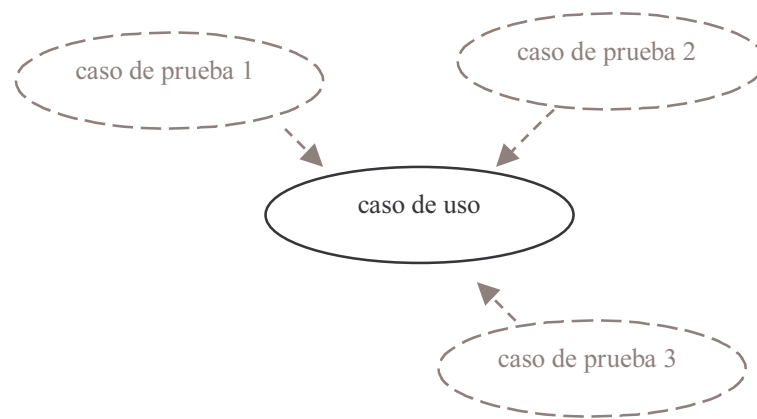 caso de prueba 1
caso de prueba 2
caso de uso
caso de prueba 3